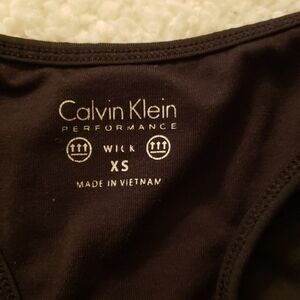 Calvin Klein
PERFORMANCE
WICK
XS
MADE IN VIETNAM